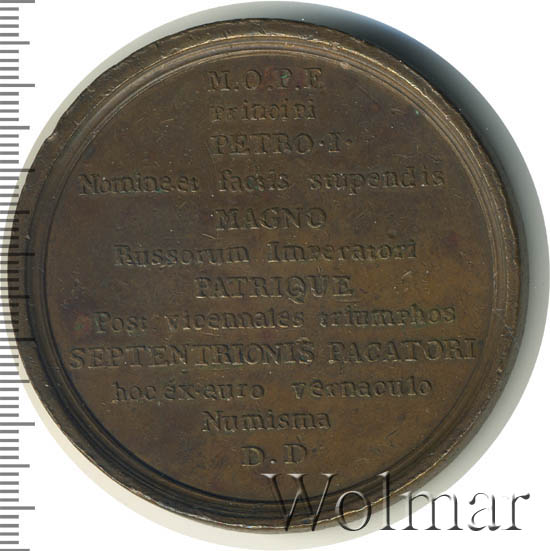 M.O.P.F
Principi
PETRO·I·
Nomine.et factis stupendis
MAGNO
Russorum Imperatori
PATRIQUE
Post vicennales triumphos
SEPTENTRIONIS PACATORI
hoc ex·euro vernaculo
Numisma
D.D
Wolmar